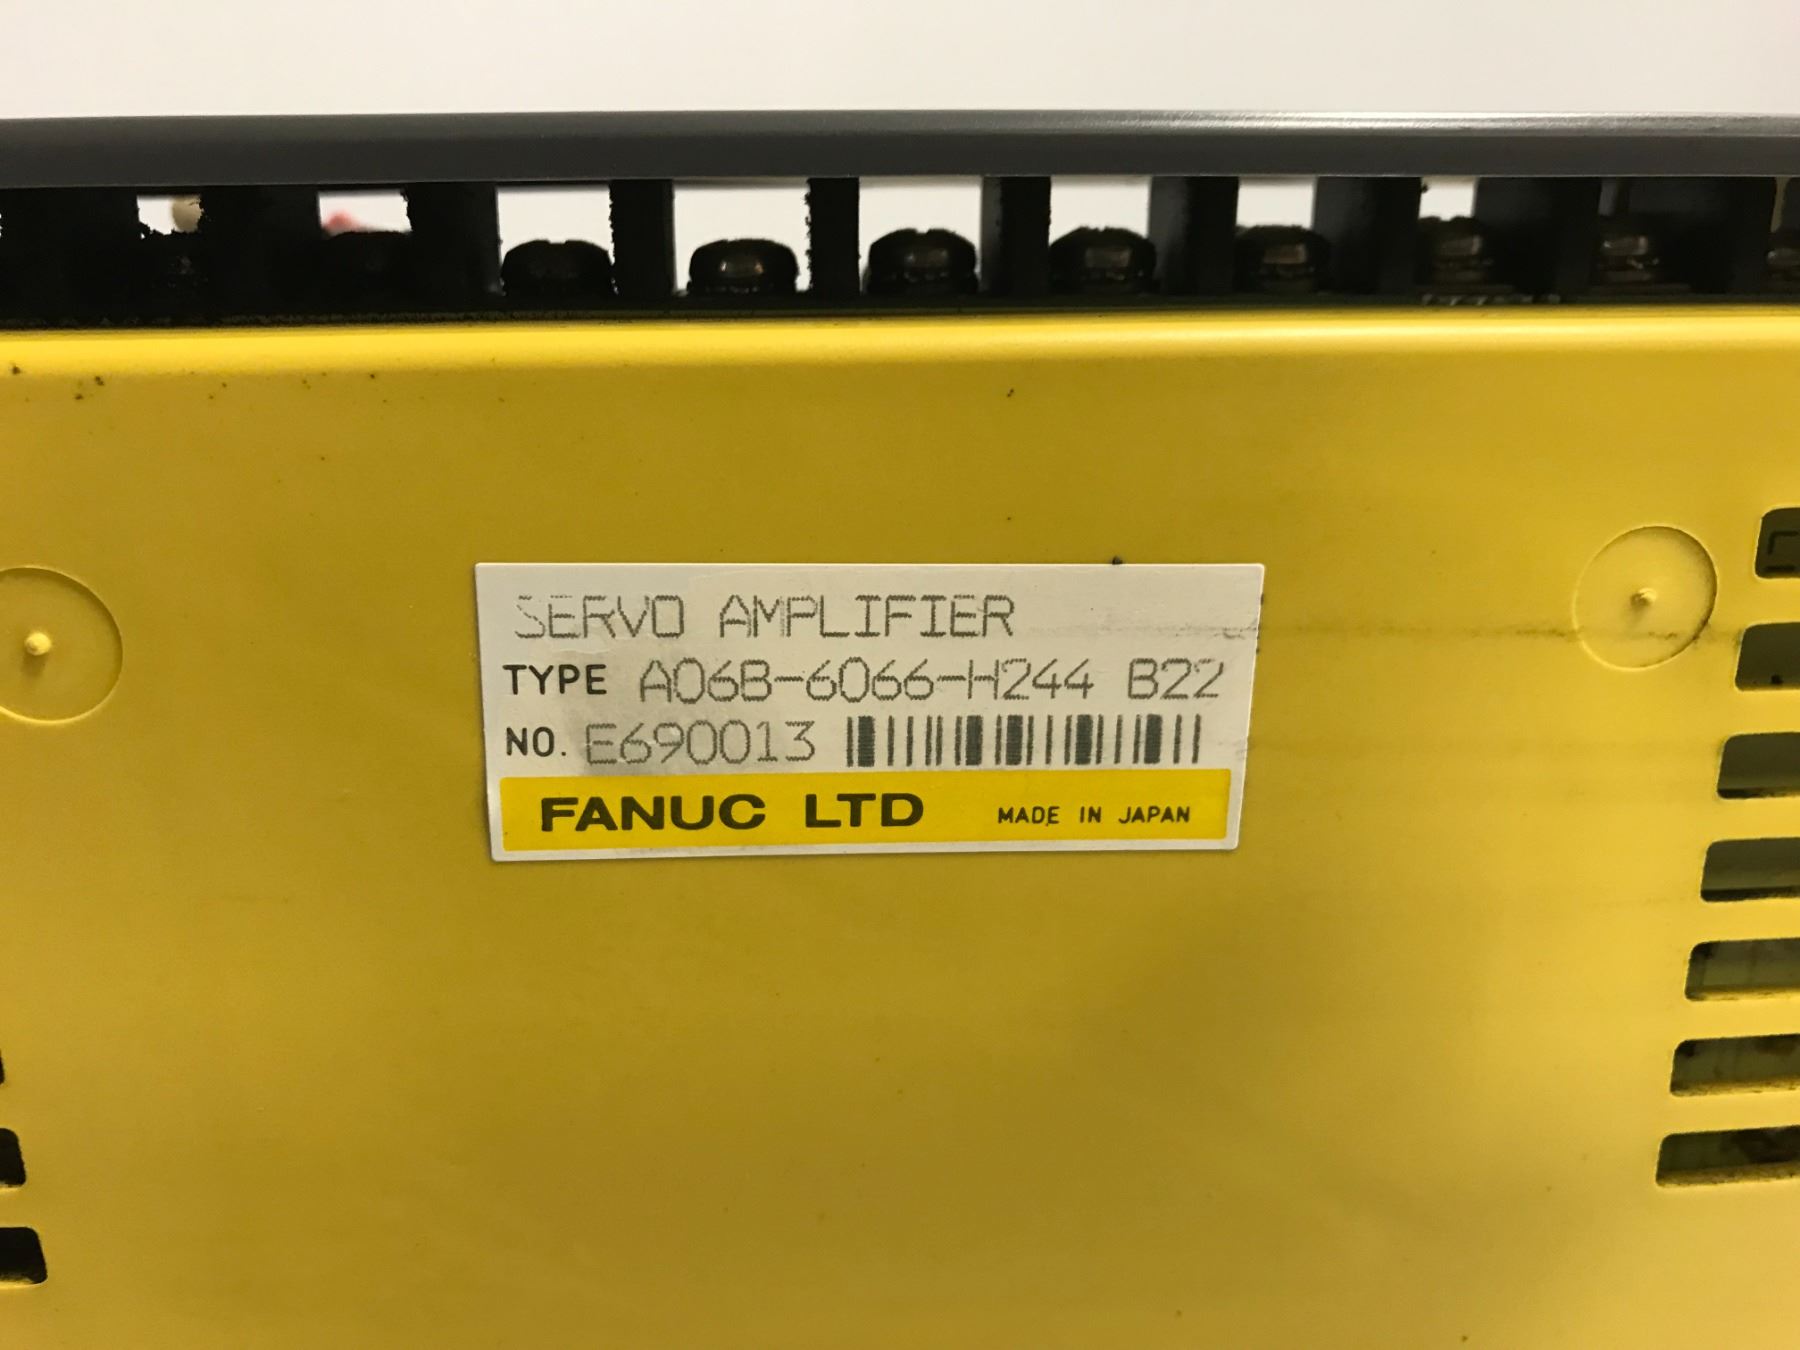 SERVO AMPLIFIER
TYPE A06B-6066-H244 B22
NO. E690013
FANUC LTD MADE IN JAPAN